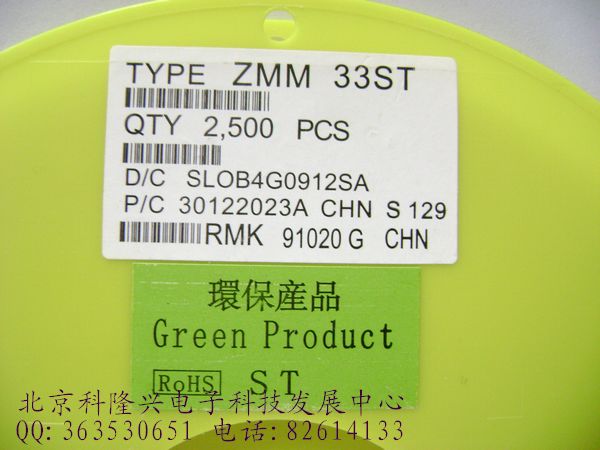 TYPE ZMM 33ST
QTY 2,500 PCS
D/C SLOB4G0912SA
P/C 30122023A CHN S 129
RMK 91020 G CHN
環保産品
Green Product
RoHS ST
北京科隆兴电子科技发展中心
QQ: 363530651 电话: 82614133